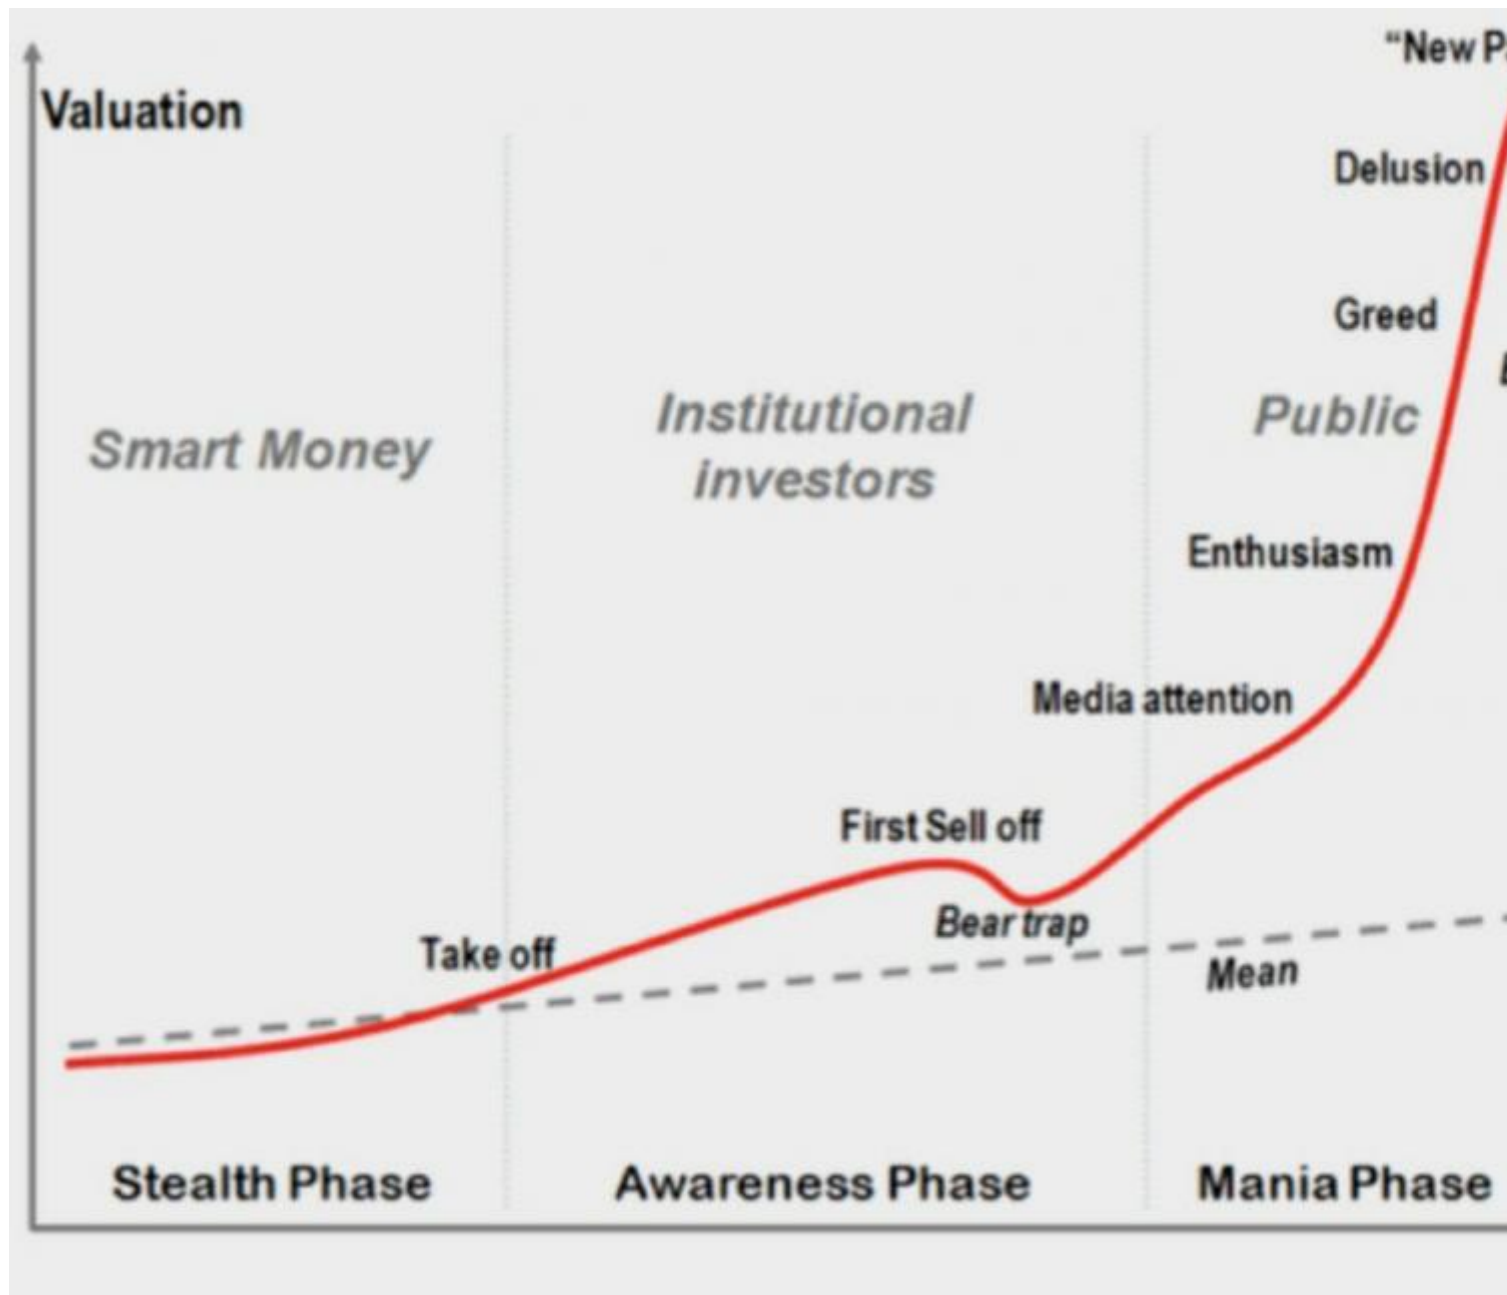 “New
Valuation
Delusion
Greed
Smart Money
Institutional
investors
Public
Enthusiasm
Media attention
First Sell off
Bear trap
Take off
Mean
Stealth Phase
Awareness Phase
Mania Phase